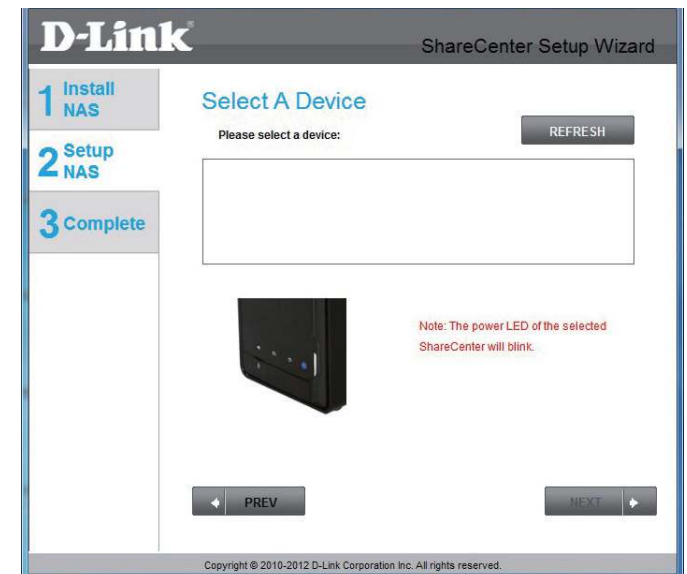 D-Link
ShareCenter Setup Wizard
1 Install
NAS
2 Setup
NAS
3 Complete
Select A Device
Please select a device:
REFRESH
Note: The power LED of the selected
ShareCenter will blink.
PREV
NEXT
Copyright © 2010-2012 D-Link Corporation Inc. All rights reserved.